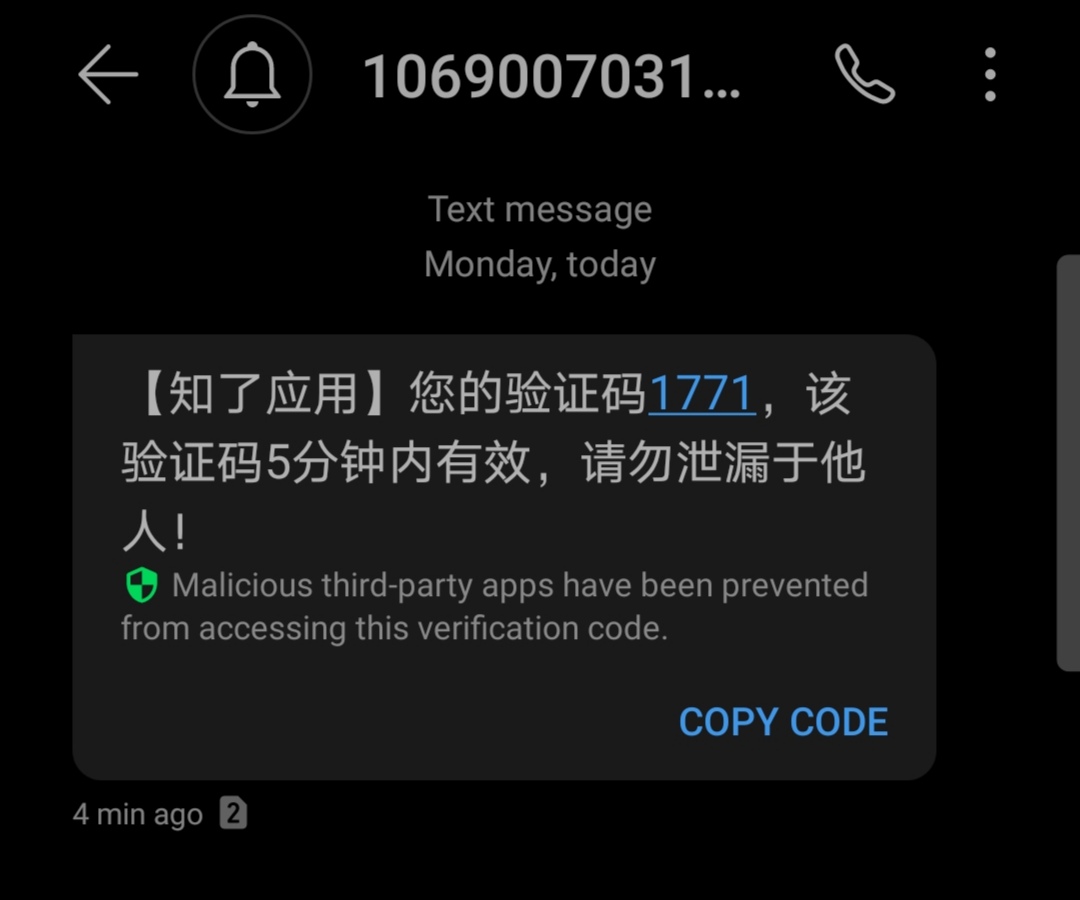 1069007031...
Text message
Monday, today
【知了应用】您的验证码1771，该
验证码5分钟内有效，请勿泄漏于他
人！
Malicious third-party apps have been prevented
from accessing this verification code.
COPY CODE
4 min ago 2